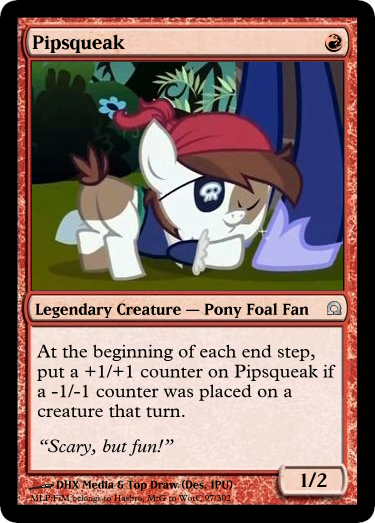 Pipsqueak
Legendary Creature — Pony Foal Fan
At the beginning of each end step,
put a +1/+1 counter on Pipsqueak if
a -1/-1 counter was placed on a
creature that turn.
“Scary, but fun!”
DHX Media & Top Draw (Des. IPU)
MLP:FiM belongs to Hasbro, M:tG to WotC, 97/302
1/2